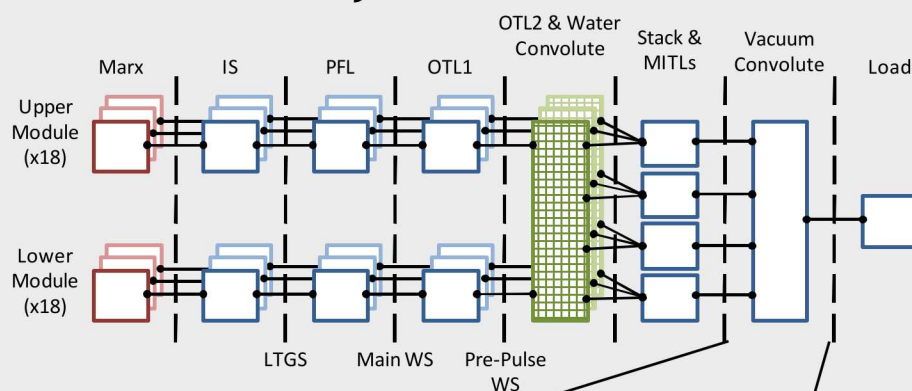 OTL2 & Water
Convolute
Stack &
MITLs
Vacuum
Convolute
Marx
IS
PFL
OTL1
Load
Upper
Module
(x18)
Lower
Module
(x18)
LTGS
Main WS
Pre-Pulse
WS